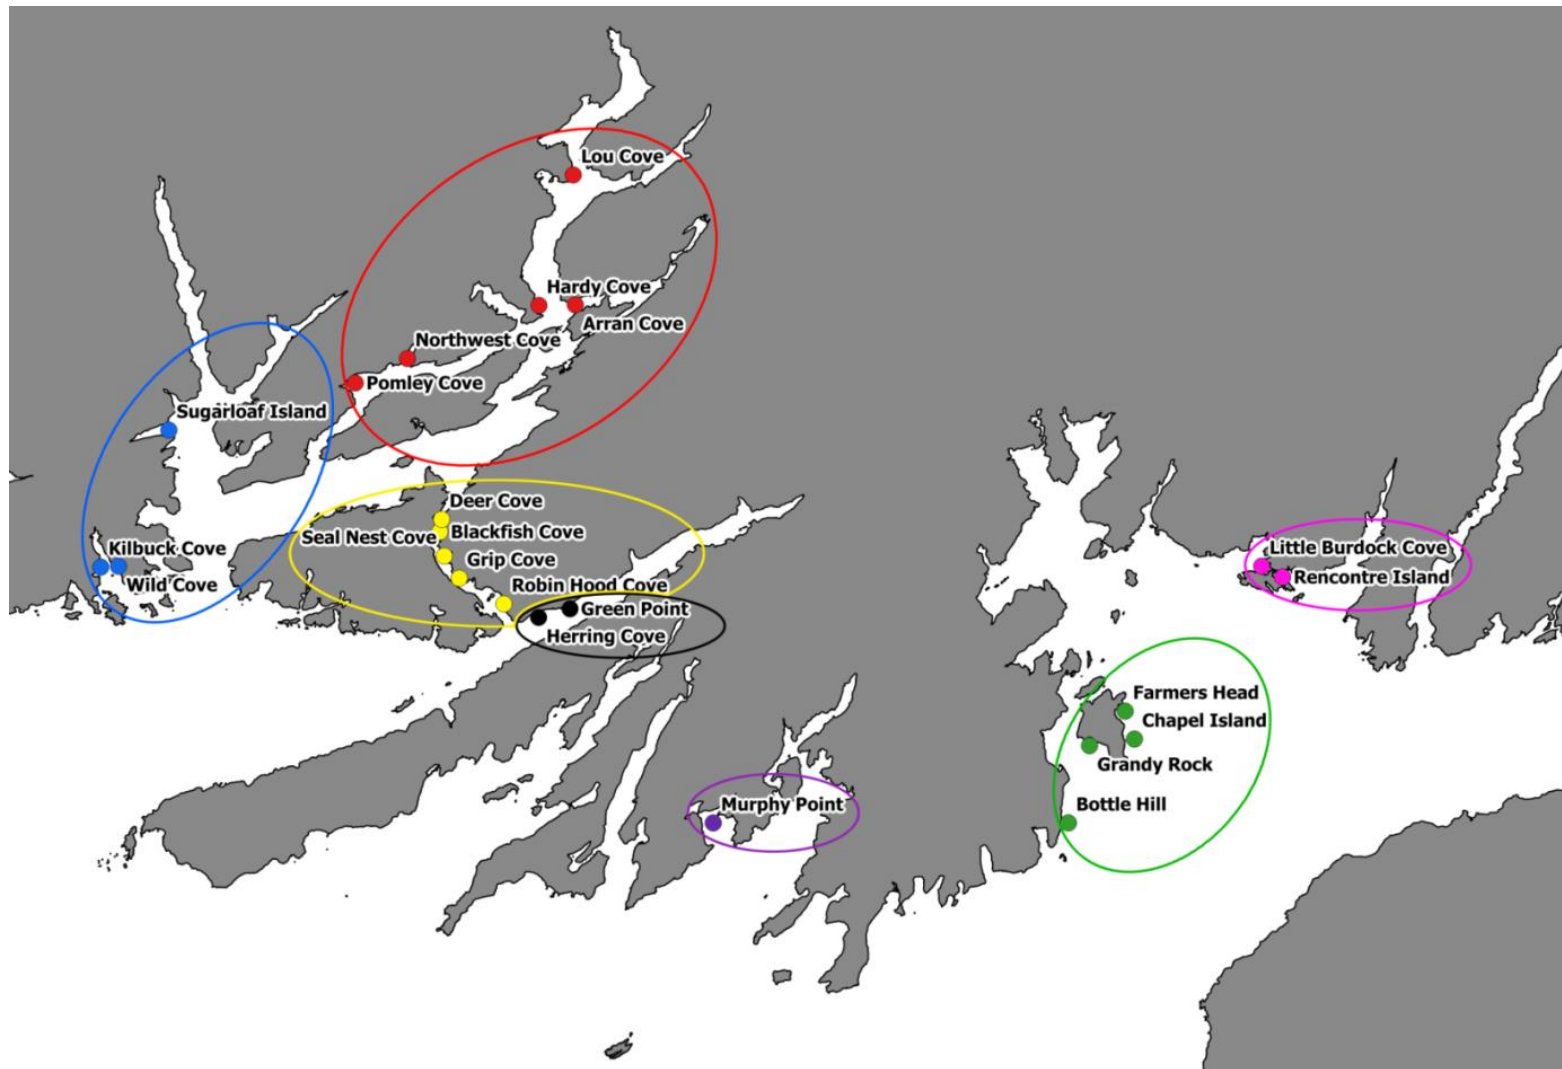 Lou Cove
Hardy Cove
Arran Cove
Northwest Cove
Pomley Cove
Sugarloaf Island
Deer Cove
Seal Nest Cove
Blackfish Cove
Kilbuck Cove
Grip Cove
Wild Cove
Robin Hood Cove
Green Point
Herring Cove
Little Burdock Cove
Rencontre Island
Farmers Head
Chapel Island
Grandy Rock
Murphy Point
Bottle Hill